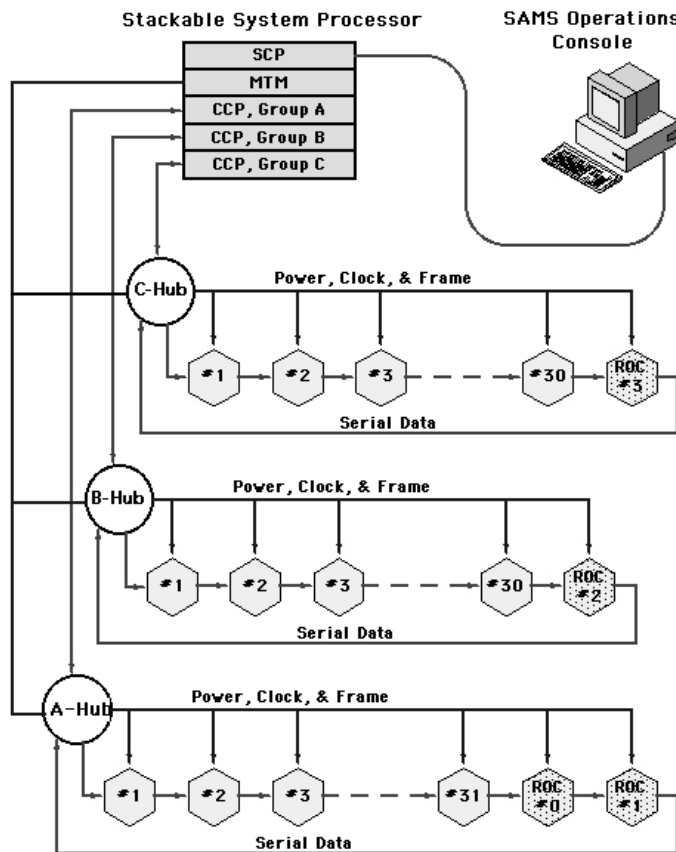 Stackable System Processor
SAMS Operations
Console
SCP
MTM
CCP, Group A
CCP, Group B
CCP, Group C
C-Hub
Power, Clock, & Frame
#1
#2
#3
#30
ROC
#3
Serial Data
B-Hub
Power, Clock, & Frame
#1
#2
#3
#30
ROC
#2
Serial Data
A-Hub
Power, Clock, & Frame
#1
#2
#3
#31
ROC
#0
ROC
#1
Serial Data